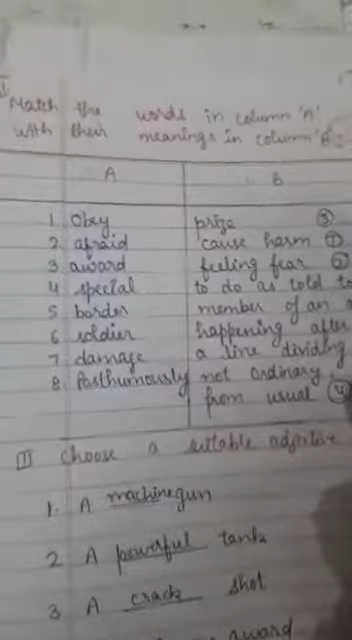 Match the words in column 'A'
with their meanings in column 'B'
A B
1 Obey prize ③
2 afraid cause harm ⑦
3 award feeling fear ②
4 special to do as told to
5 border member of an
6 soldier happening after
7 damage a line dividing
8. Posthumously not ordinary
from usual ④
II Choose a suitable adjective
1. A machinegun
2 A powerful tank
3 A crack shot
award